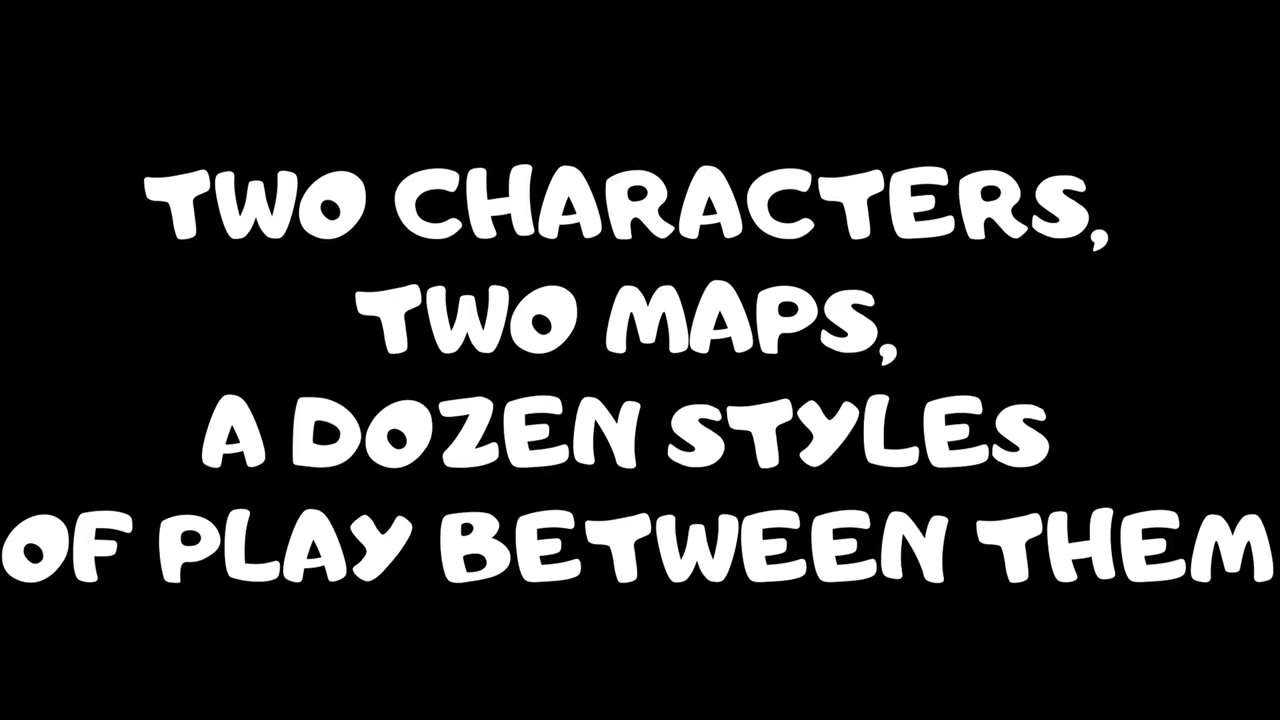 TWO CHARACTERS,
TWO MAPS,
A DOZEN STYLES
OF PLAY BETWEEN THEM